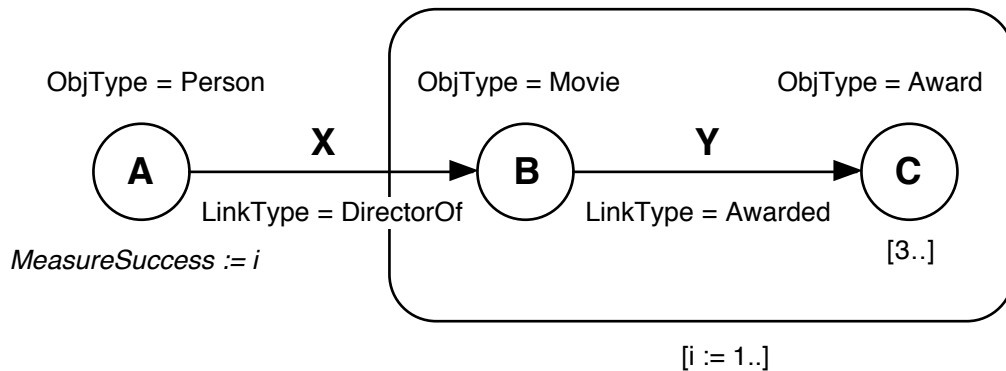 ObjType = Person
ObjType = Movie
ObjType = Award
X
Y
A
B
C
LinkType = DirectorOf
LinkType = Awarded
MeasureSuccess := i
[3..]
[i := 1..]